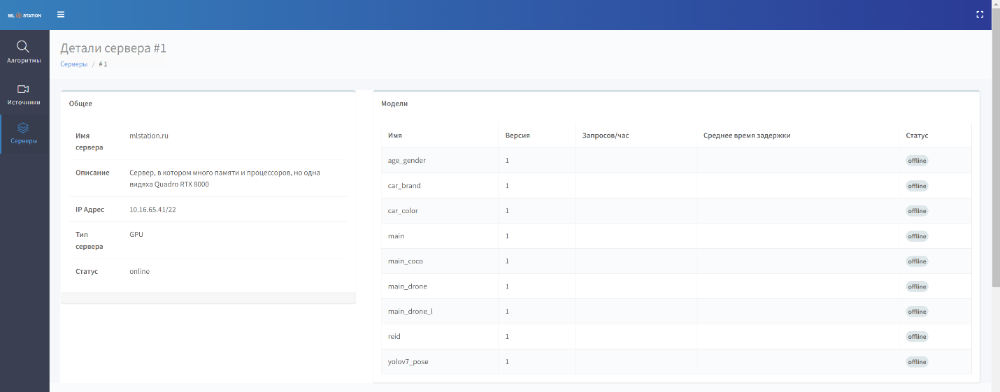 ML STATION
Алгоритмы
Источники
Серверы
Детали сервера #1
Серверы / # 1
Общее
Имя сервера mlstation.ru
Описание Сервер, в котором много памяти и процессоров, но одна
видяха Quadro RTX 8000
IP Адрес 10.16.65.41/22
Тип сервера GPU
Статус online
Модели
Имя Версия Запросов/час Среднее время задержки Статус
age_gender 1 offline
car_brand 1 offline
car_color 1 offline
main 1 offline
main_coco 1 offline
main_drone 1 offline
main_drone_l 1 offline
reid 1 offline
yolov7_pose 1 offline